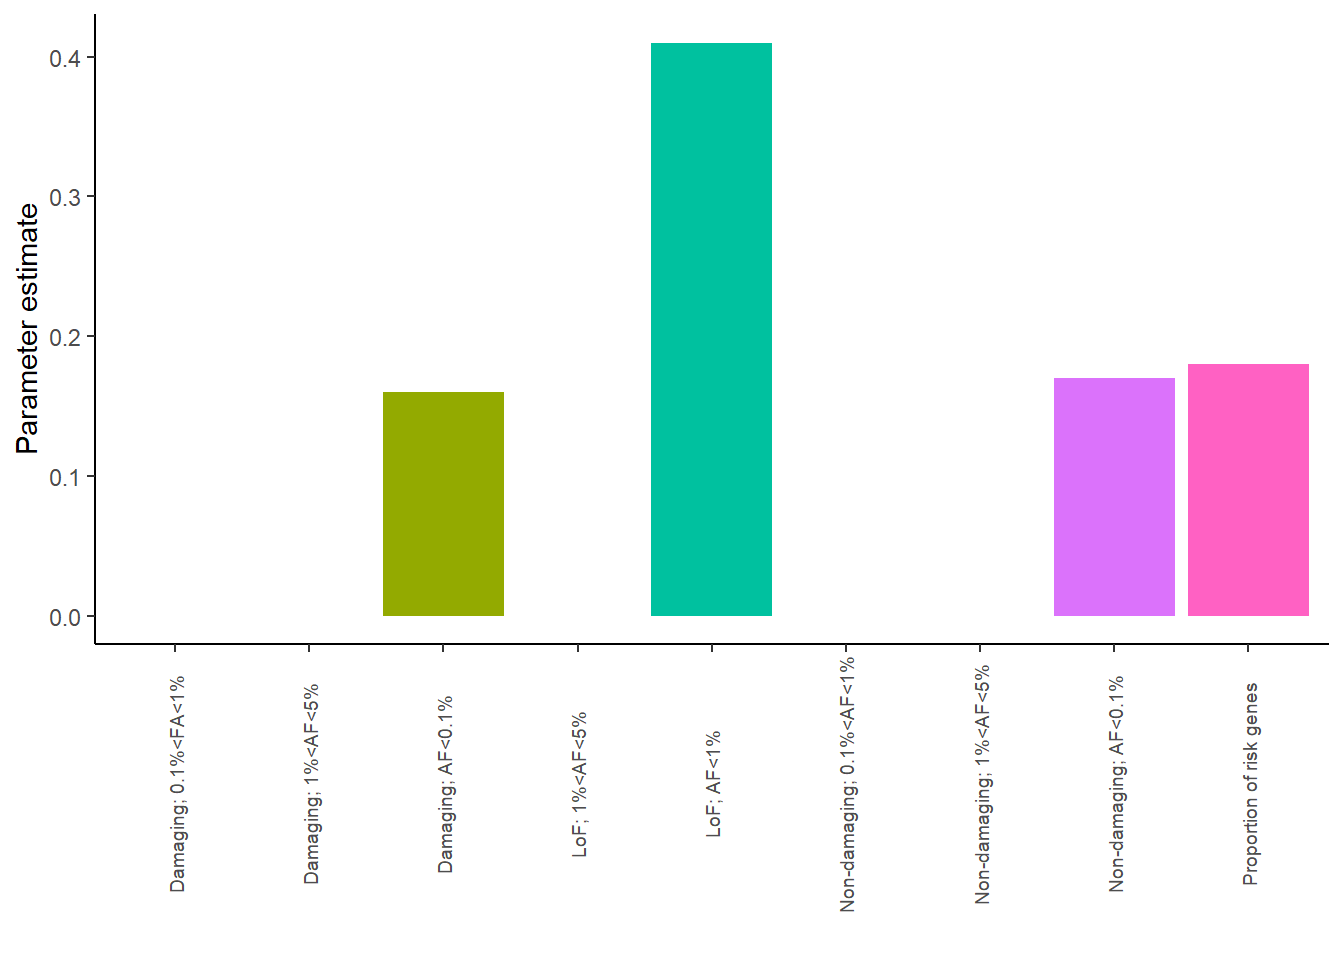 Parameter estimate
0.4
0.3
0.2
0.1
0.0
Damaging; 0.1%<FA<1%
Damaging; 1%<AF<5%
Damaging; AF<0.1%
LoF; 1%<AF<5%
LoF; AF<1%
Non-damaging; 0.1%<AF<1%
Non-damaging; 1%<AF<5%
Non-damaging; AF<0.1%
Proportion of risk genes